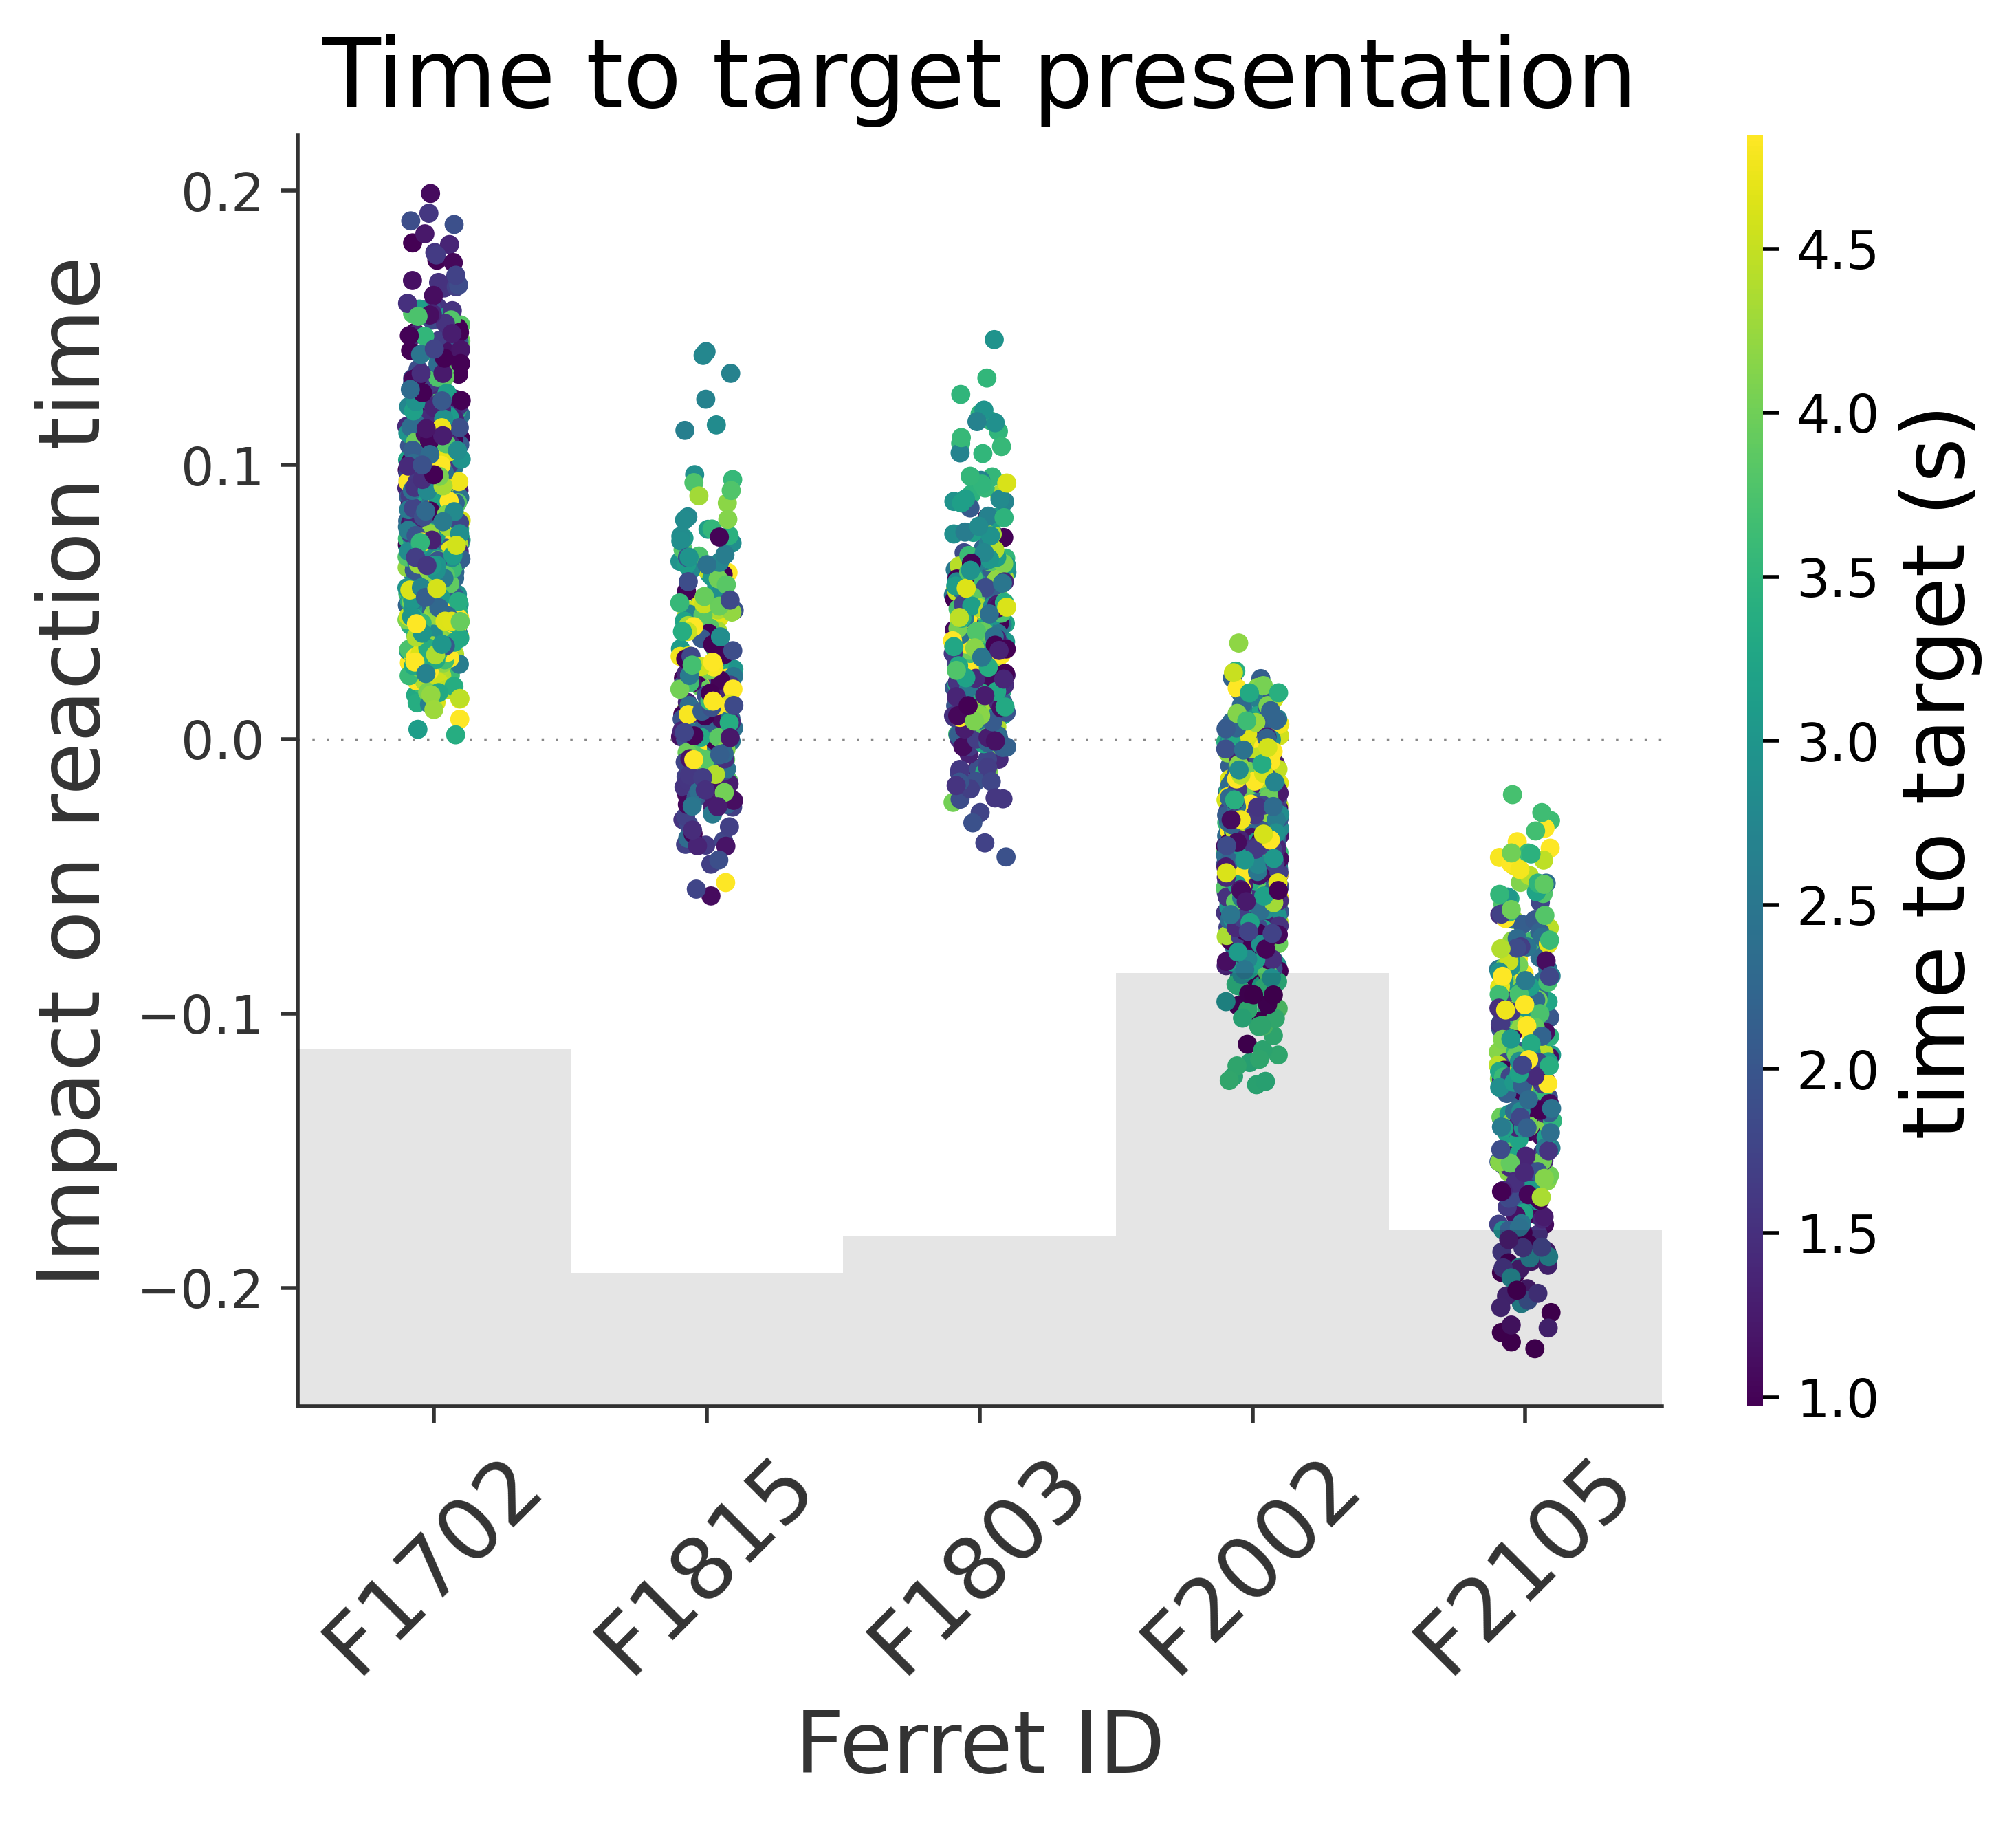 Time to target presentation
Impact on reaction time
0.2
0.1
0.0
−0.1
−0.2
F1702
F1815
F1803
F2002
F2105
Ferret ID
4.5
4.0
3.5
3.0
2.5
2.0
1.5
1.0
time to target (s)